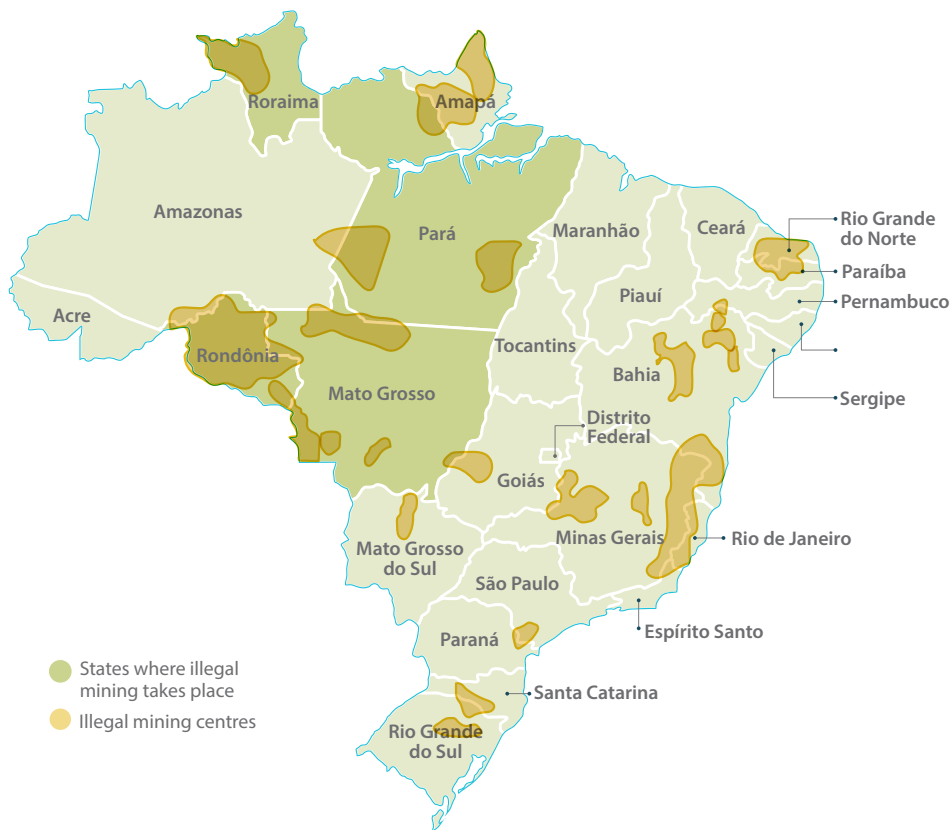 Roraima
Amapá
Amazonas
Pará
Maranhão
Ceará
Rio Grande
do Norte
Paraíba
Pernambuco
Piauí
Acre
Rondônia
Tocantins
Bahia
Mato Grosso
Sergipe
Distrito
Federal
Goiás
Minas Gerais
Rio de Janeiro
Mato Grosso
do Sul
São Paulo
Espírito Santo
Paraná
States where illegal
mining takes place
Santa Catarina
Illegal mining centres
Rio Grande
do Sul